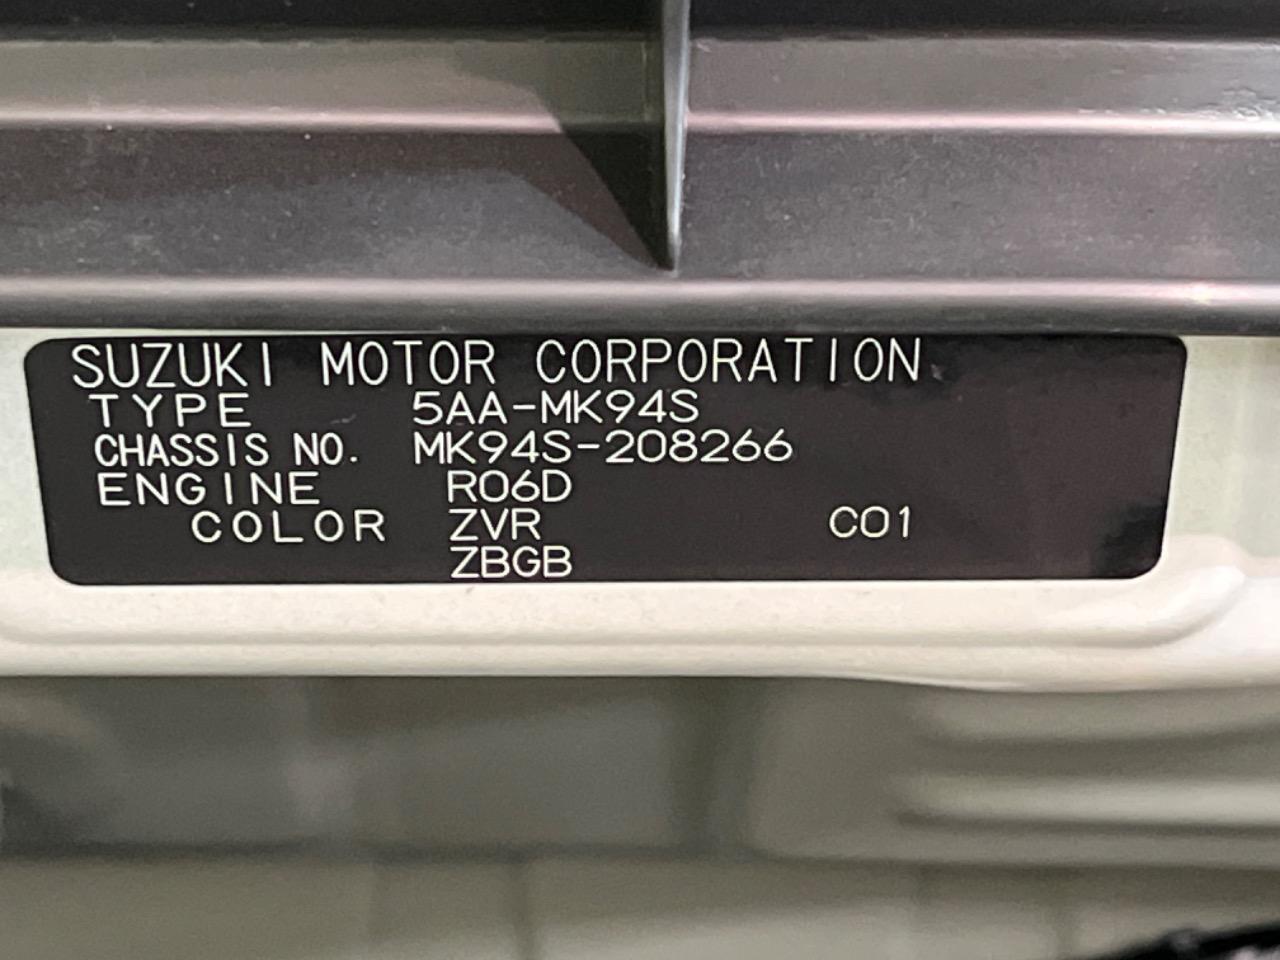 SUZUKI MOTOR CORPORATION
TYPE 5AA-MK94S
CHASSIS NO. MK94S-208266
ENGINE R06D
COLOR ZVR C01
ZBGB